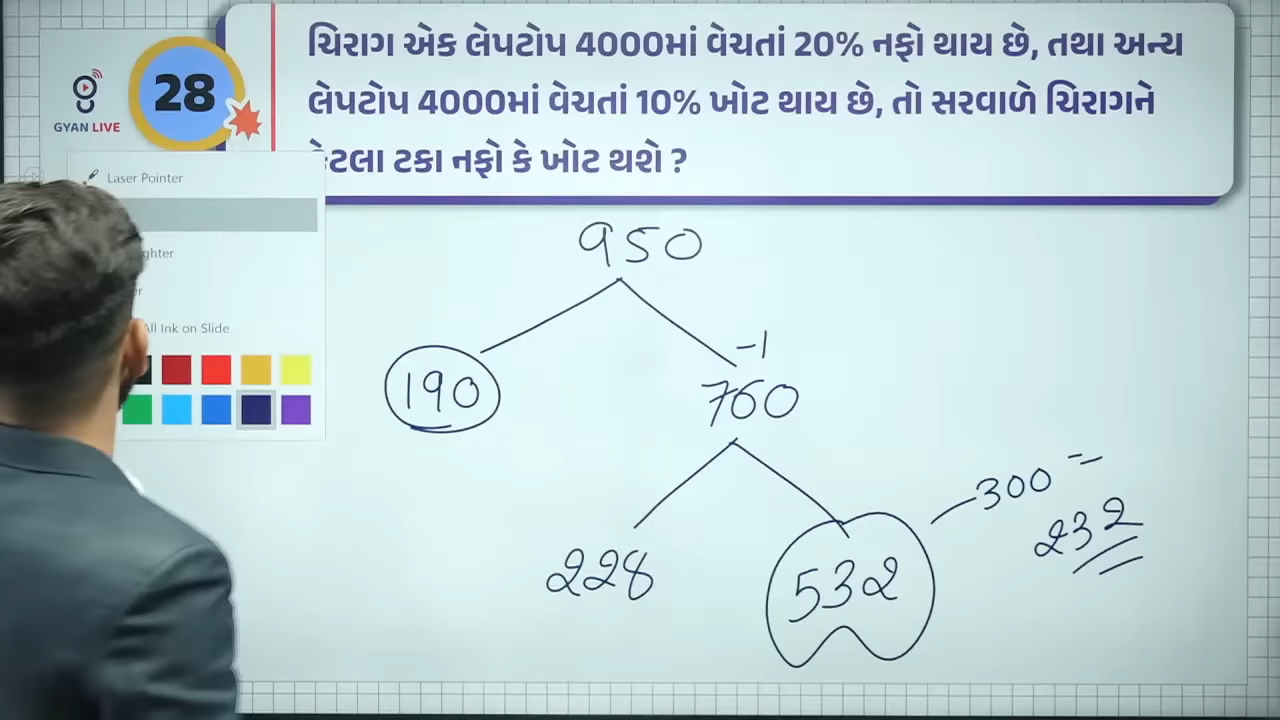 ચિરાગ એક લેપટોપ 4000માં વેચતાં 20% નફો થાય છે, તથા અન્ય
લેપટોપ 4000માં વેચતાં 10% ખોટ થાય છે, તો સરવાળે ચિરાગને
કેટલા ટકા નફો કે ખોટ થશે ?
28
GYAN LIVE
Laser Pointer
All Ink on Slide
950
-1
190
760
300 =
232
228
532